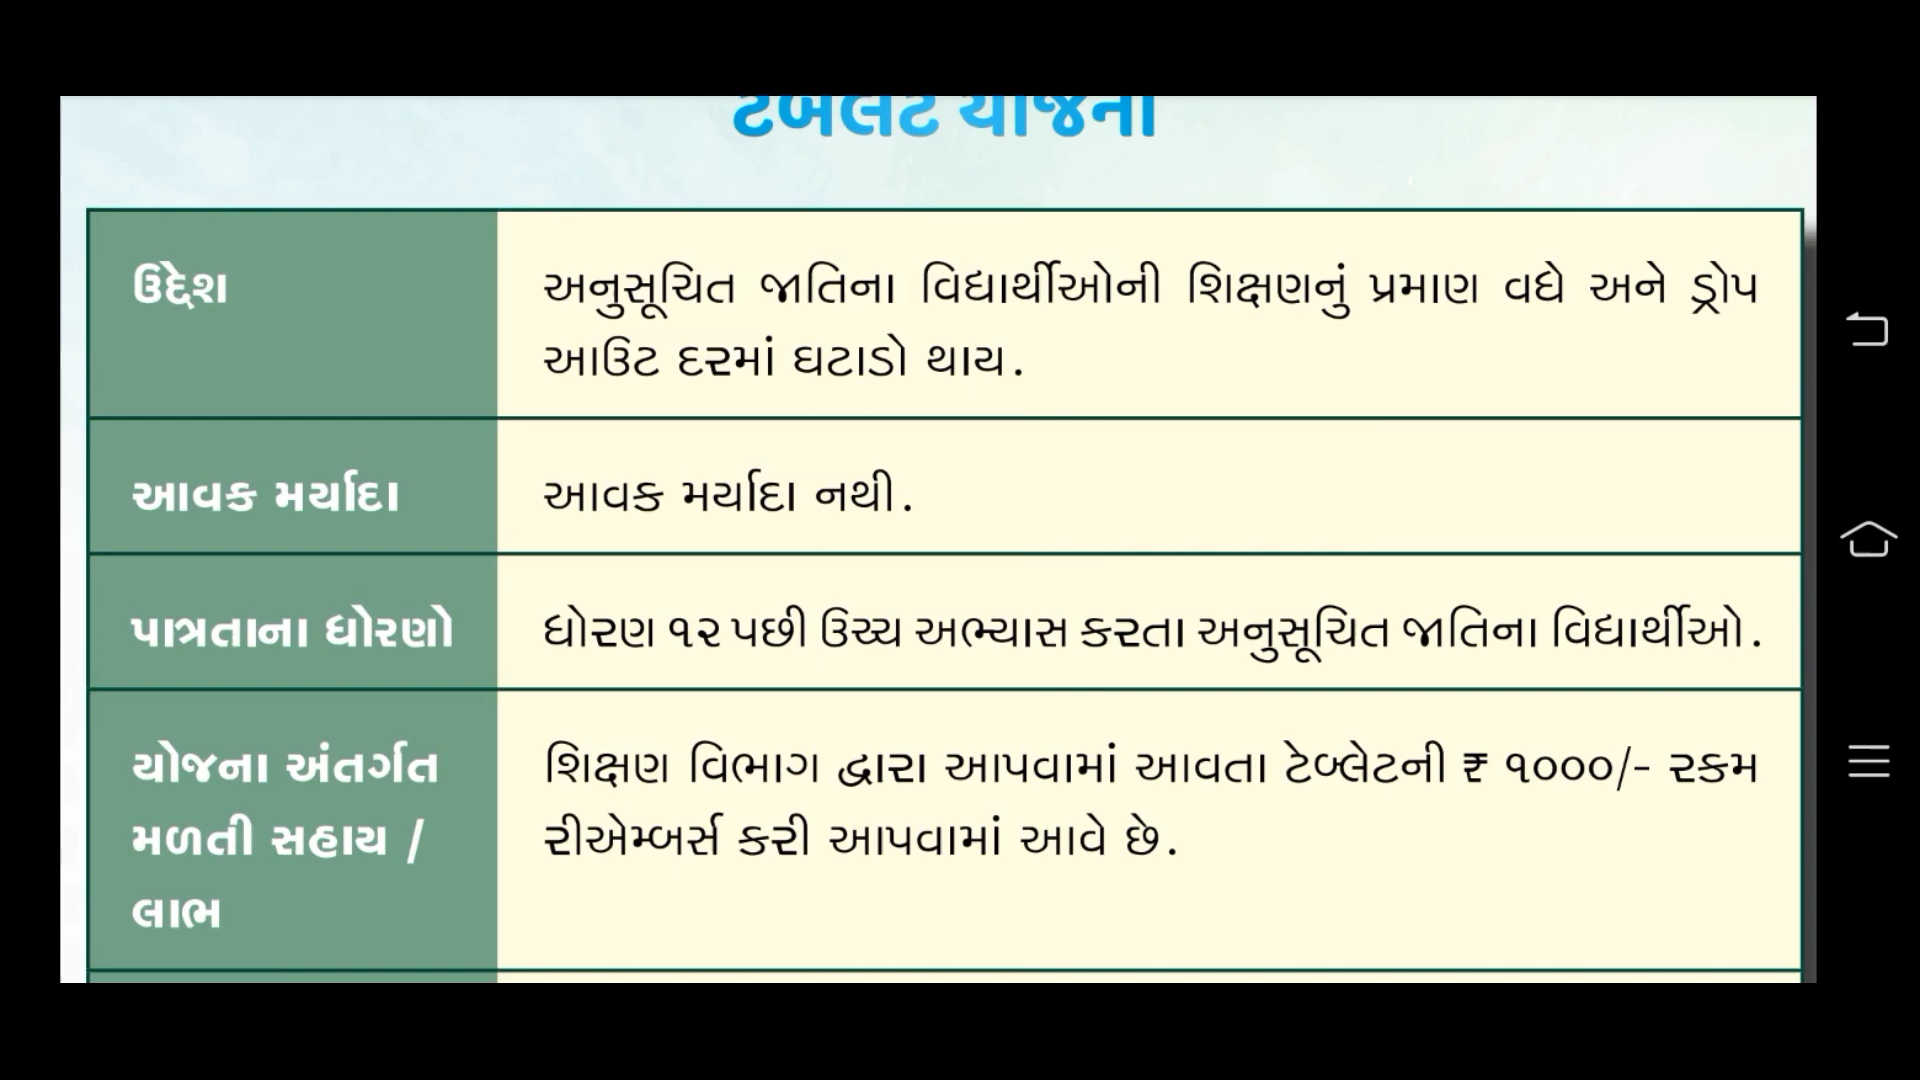 ટેબલેટ યોજના
ઉદ્દેશ
અનુસૂચિત જાતિના વિદ્યાર્થીઓની શિક્ષણનું પ્રમાણ વધે અને ડ્રોપ
આઉટ દરમાં ઘટાડો થાય.
આવક મર્યાદા
આવક મર્યાદા નથી.
પાત્રતાના ધોરણો
ધોરણ ૧૨ પછી ઉચ્ચ અભ્યાસ કરતા અનુસૂચિત જાતિના વિદ્યાર્થીઓ.
યોજના અંતર્ગત
મળતી સહાય /
લાભ
શિક્ષણ વિભાગ દ્વારા આપવામાં આવતા ટેબ્લેટની ₹ ૧૦૦૦/- રકમ
રીએમ્બર્સ કરી આપવામાં આવે છે.